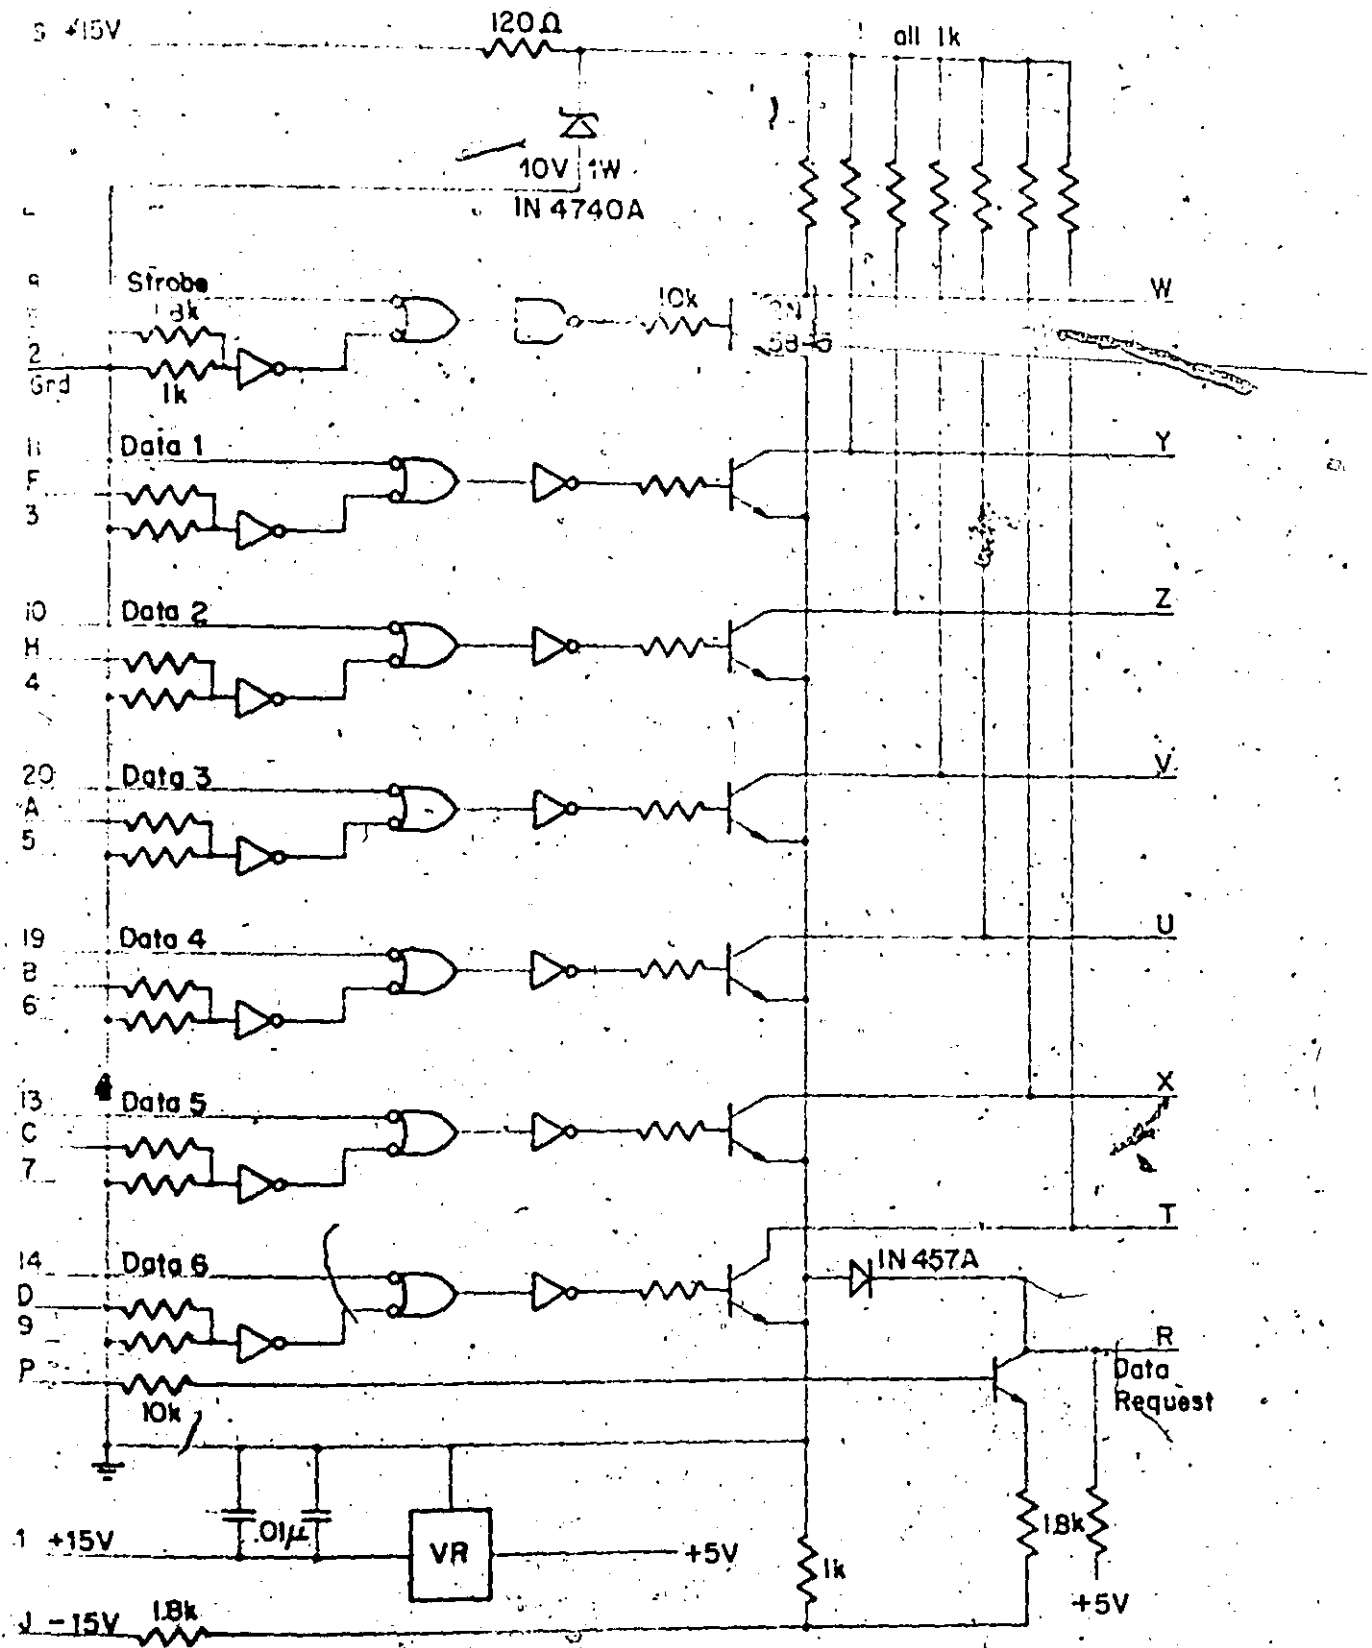 S +15V
120Ω
all 1k
10V 1W
IN 4740A
9
Strobe
1.8k
10k
W
2
Grd
1k
11
Data 1
Y
F
3
10
Data 2
Z
H
4
20
Data 3
V
A
5
19
Data 4
U
B
6
13
Data 5
X
C
7
T
14
Data 6
IN 457A
D
9
R
P
Data
Request
10k
1 +15V
.01μ
VR
+5V
1k
1.8k
+5V
J -15V
1.8k